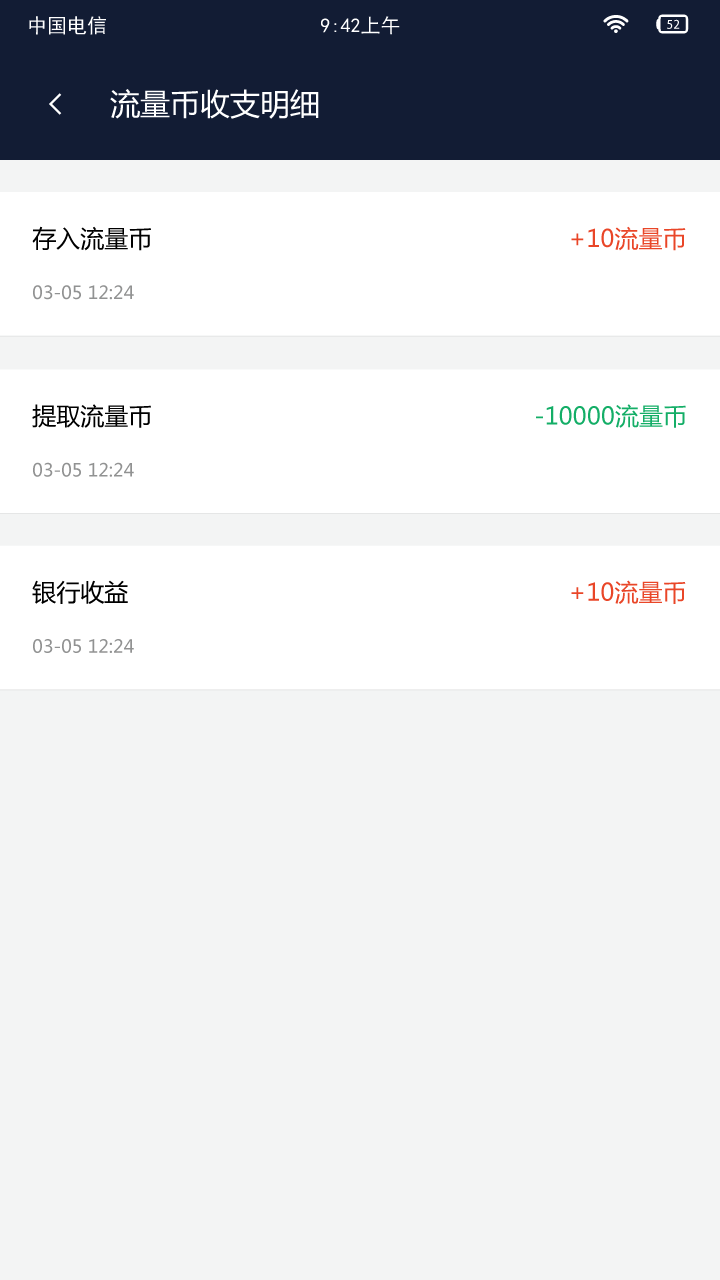 中国电信 9:42上午 52
流量币收支明细
存入流量币 +10流量币
03-05 12:24
提取流量币 -10000流量币
03-05 12:24
银行收益 +10流量币
03-05 12:24